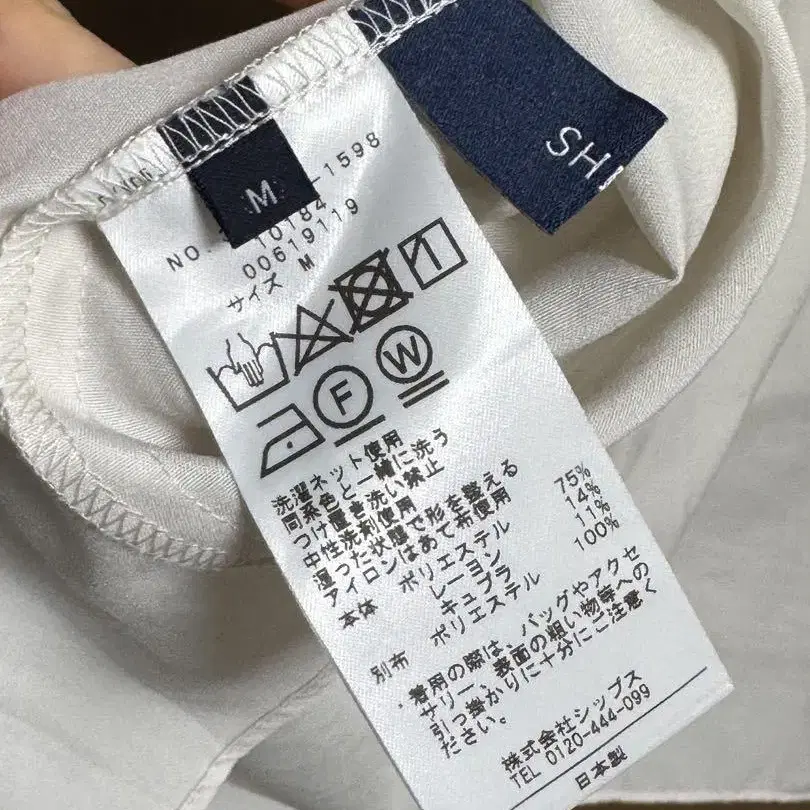 SH
M
NO. -1598
10184
00619119
サイズ M
F W
洗濯ネット使用
同系色と一緒に洗う
つけ置き洗い禁止
中性洗剤使用
湿った状態で形を整える
アイロンはあて布使用
本体 ポリエステル 75%
レーヨン 14%
キュプラ 11%
別布 ポリエステル 100%
着用の際は、バッグやアクセ
サリー、表面の粗い物等への
引っ掛かりに十分にご注意く
ださい。
株式会社シップス
TEL 0120-444-099
日本製